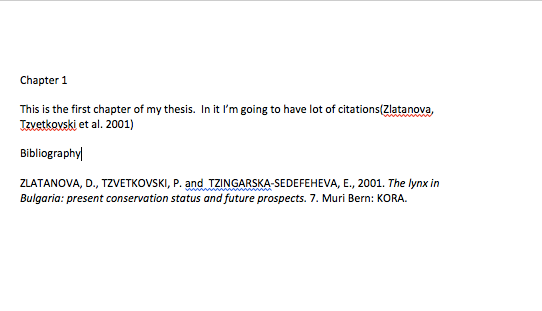 Chapter 1
This is the first chapter of my thesis.  In it I'm going to have lot of citations(Zlatanova,
Tzvetkovski et al. 2001)
Bibliography
ZLATANOVA, D., TZVETKOVSKI, P. and  TZINGARSKA-SEDEFEHEVA, E., 2001. The lynx in
Bulgaria: present conservation status and future prospects. 7. Muri Bern: KORA.